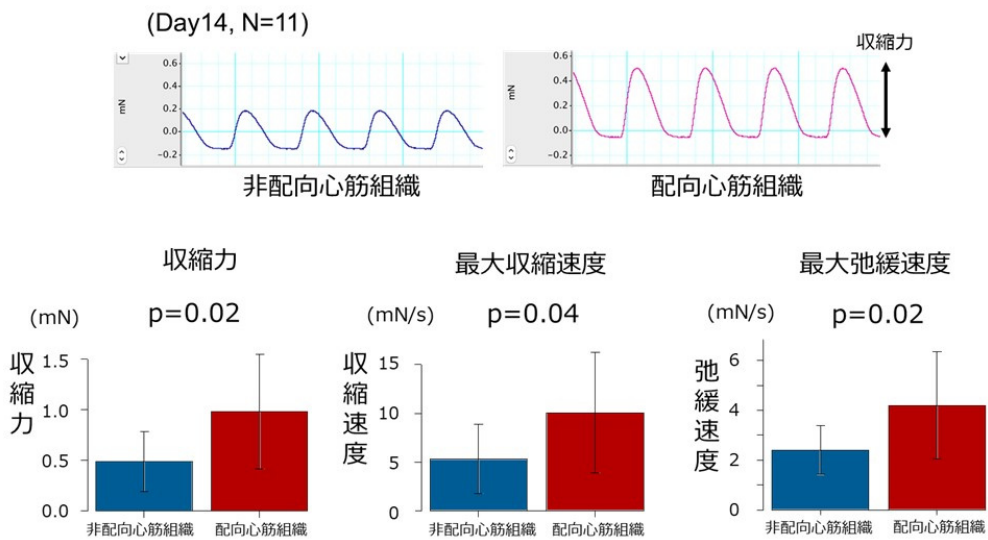 (Day14, N=11)
収縮力
mN
0.6
0.4
0.2
0.0
-0.2
mN
0.6
0.4
0.2
0.0
-0.2
非配向心筋組織
配向心筋組織
収縮力
最大収縮速度
最大弛緩速度
(mN)
p=0.02
(mN/s)
p=0.04
(mN/s)
p=0.02
収縮力
1.5
1.0
0.5
0.0
収縮速度
15
10
5
0
弛緩速度
6
4
2
0
非配向心筋組織
配向心筋組織
非配向心筋組織
配向心筋組織
非配向心筋組織
配向心筋組織